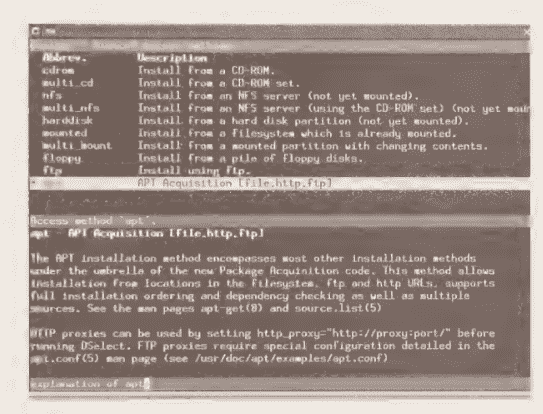 Abbrev. Description
cdrom Install from a CD-ROM.
multi_cd Install from a CD-ROM set.
nfs Install from an NFS server (not yet mounted).
multi_nfs Install from an NFS server (using the CD-ROM set) (not yet moun
harddisk Install from a hard disk partition (not yet mounted).
mounted Install from a filesystem which is already mounted.
multi_mount Install from a mounted partition with changing contents.
floppy Install from a pile of floppy disks.
ftp Install using ftp.
* apt APT Acquisition [file,http,ftp]
Access method 'apt'.
apt - APT Acquisition [file,http,ftp]
The APT installation method encompasses most other installation methods
under the umbrella of the new Package Acquisition code. This method allows
installation from locations in the filesystem, ftp and http URLs, supports
full installation ordering and dependency checking as well as multiple
sources. See the man pages apt-get(8) and source.list(5)
HTTP proxies can be used by setting http_proxy="http://proxy:port/" before
running DSelect. FTP proxies require special configuration detailed in the
apt.conf(5) man page (see /usr/doc/apt/examples/apt.conf)
explanation of apt